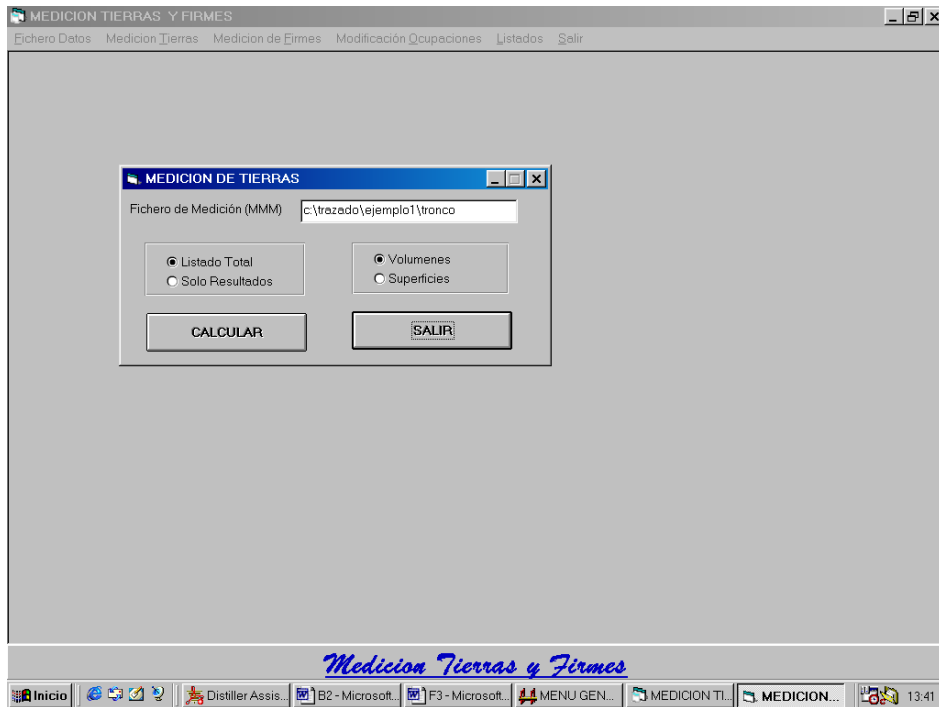 MEDICION TIERRAS Y FIRMES
Fichero Datos Medicion Tierras Medicion de Firmes Modificación Ocupaciones Listados Salir
MEDICION DE TIERRAS
Fichero de Medición (MMM) c:\trazado\ejemplo1\tronco
Listado Total
Solo Resultados
Volumenes
Superficies
CALCULAR
SALIR
Medicion Tierras y Firmes
Inicio Distiller Assis... B2 - Microsoft... F3 - Microsoft... MENU GEN... MEDICION TI... MEDICION... 13:41